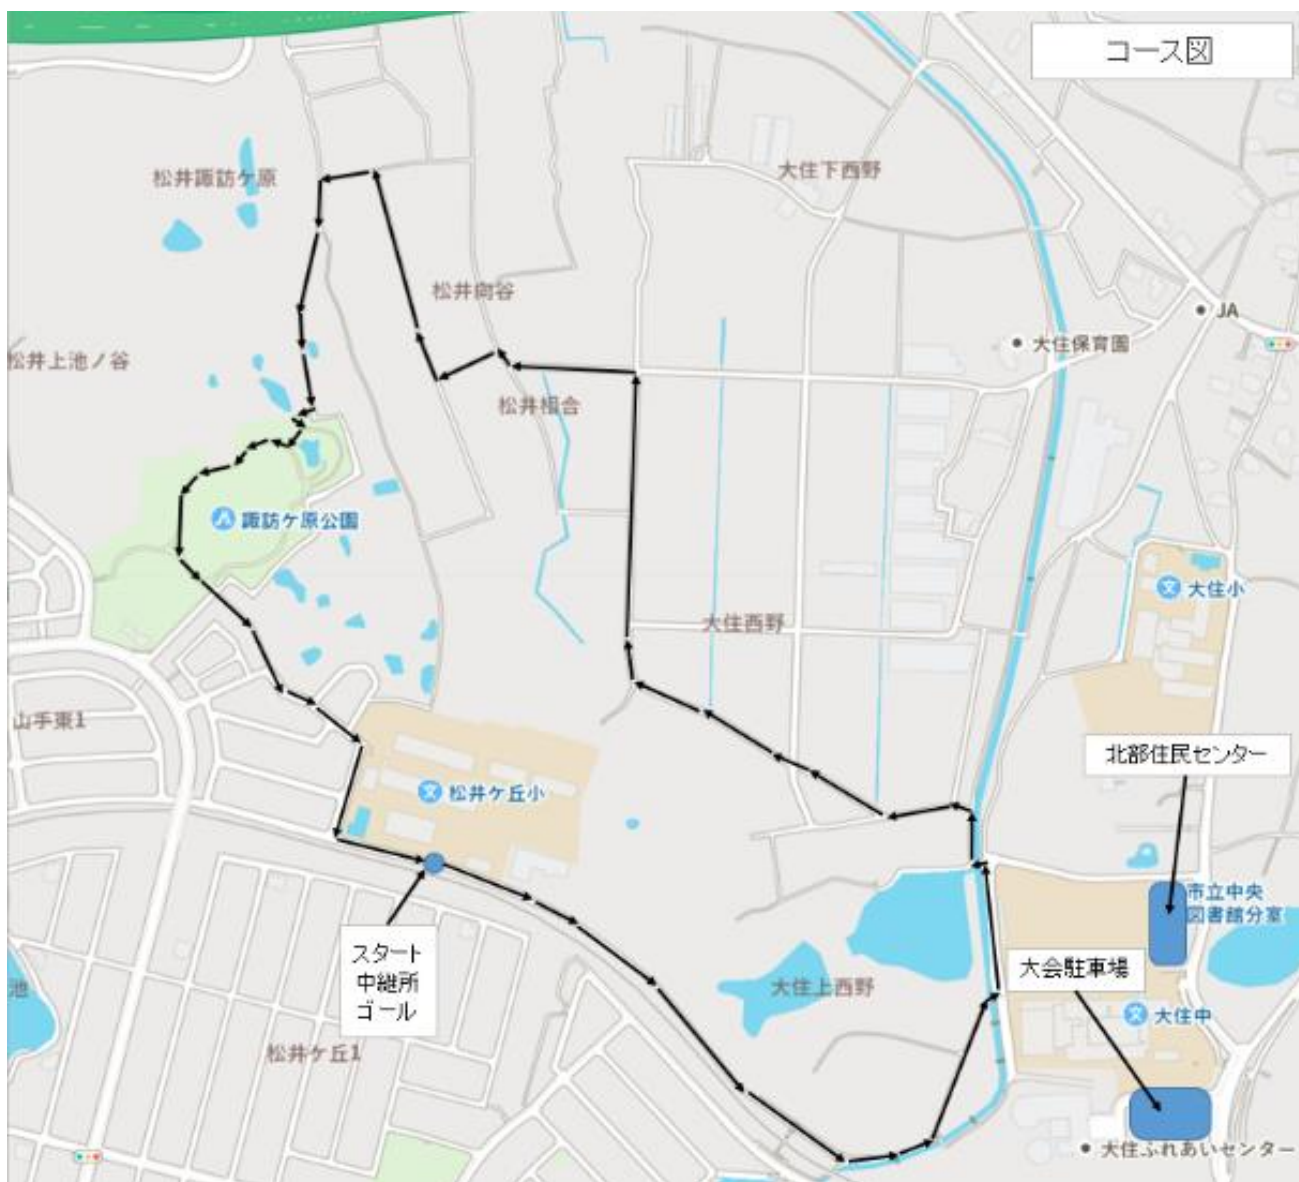 コース図
松井諏訪ケ原
大住下西野
松井向谷
JA
大住保育園
松井上池ノ谷
松井相合
諏訪ケ原公園
大住小
大住西野
山手東1
北部住民センター
松井ケ丘小
市立中央
図書館分室
スタート
中継所
ゴール
大会駐車場
池
大住上西野
大住中
松井ケ丘1
大住ふれあいセンター